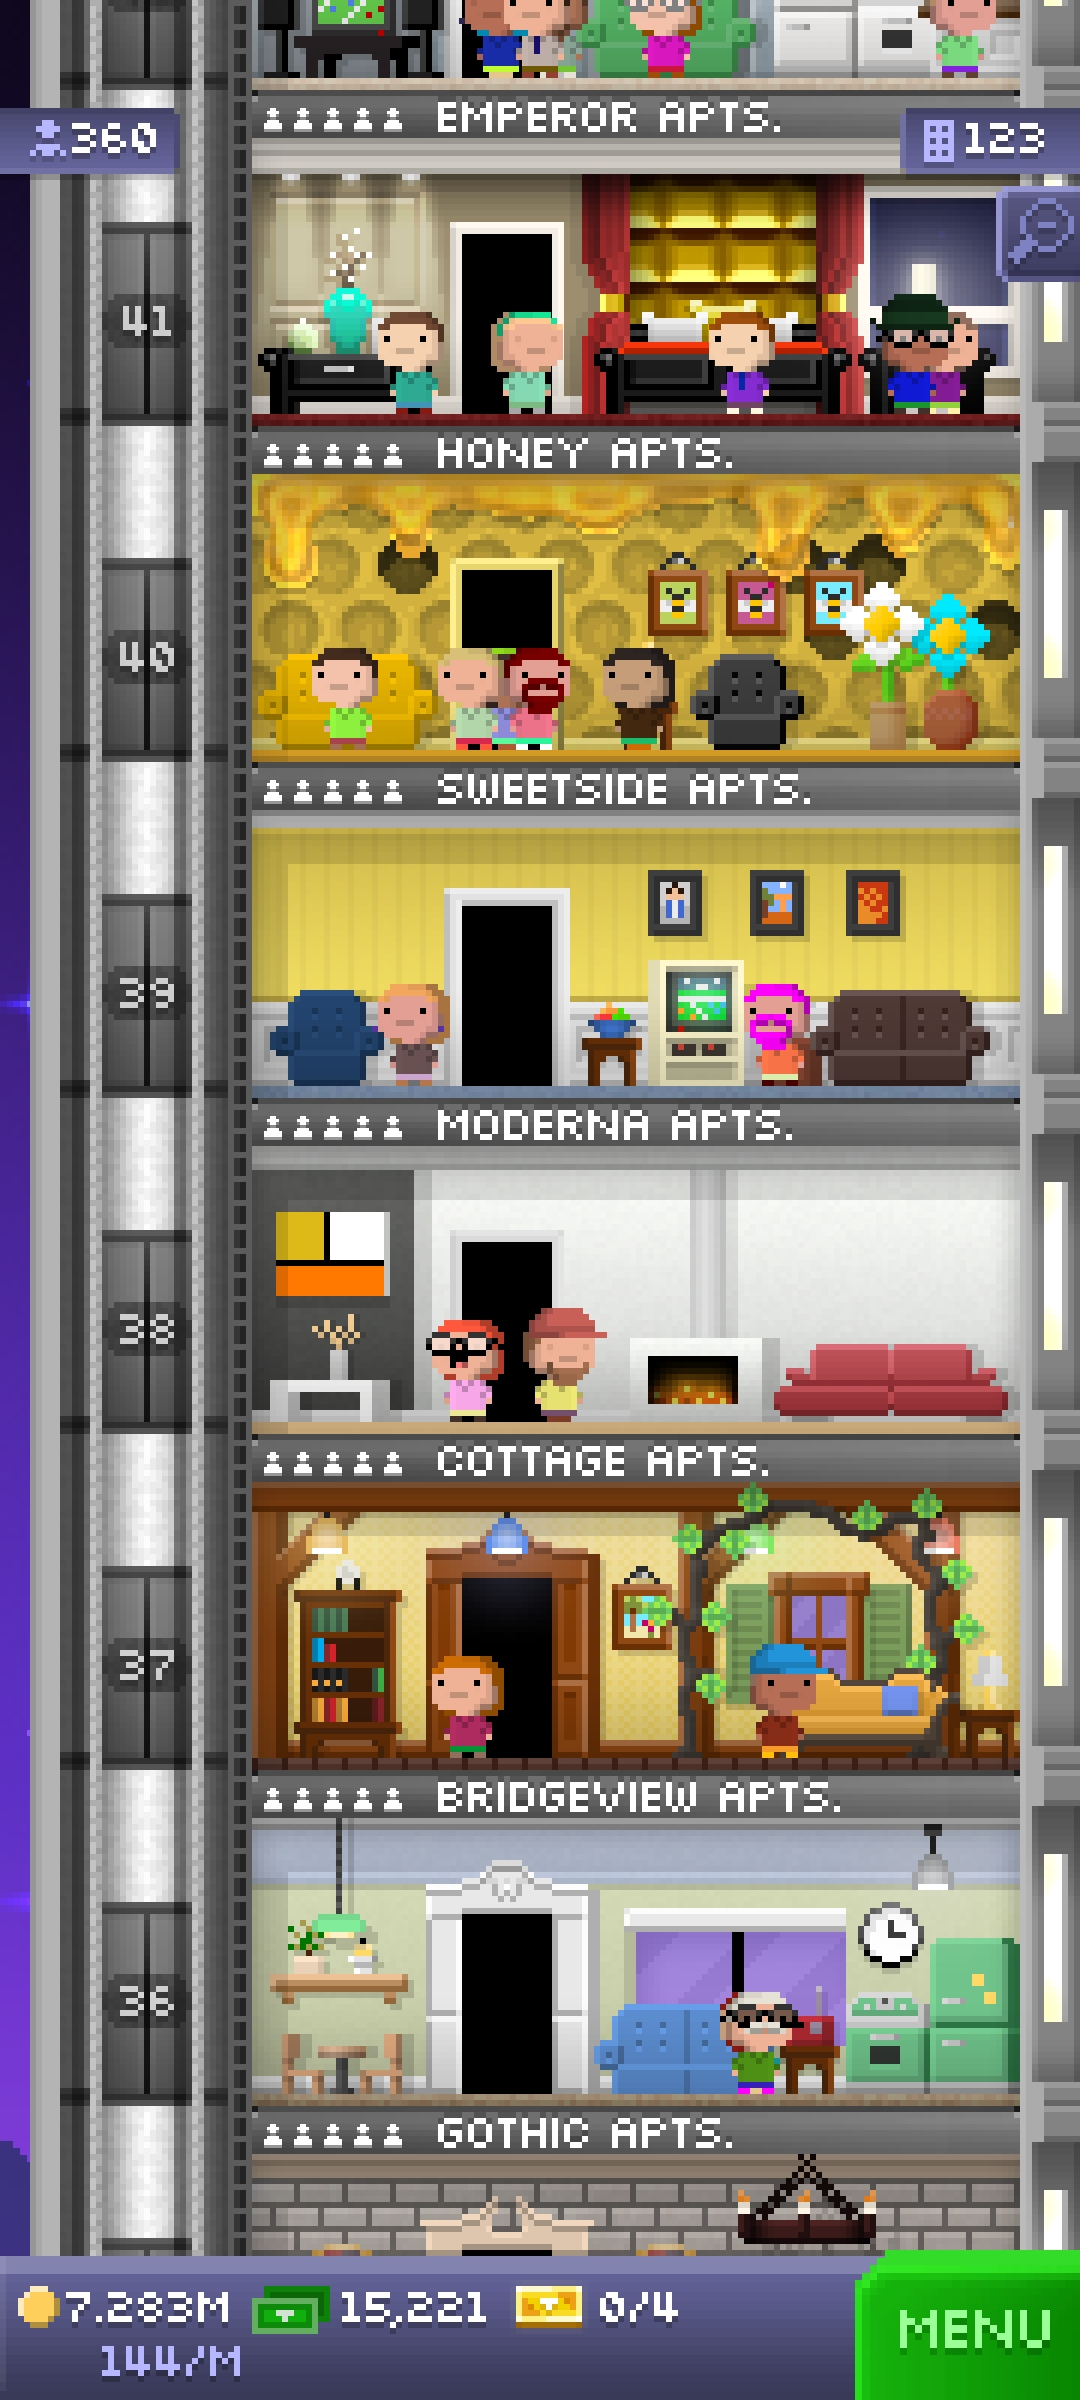 EMPEROR APTS.
360
123
41
HONEY APTS.
40
SWEETSIDE APTS.
39
MODERNA APTS.
38
COTTAGE APTS.
37
BRIDGEVIEW APTS.
36
GOTHIC APTS.
7.283M 15,221 0/4
144/M
MENU